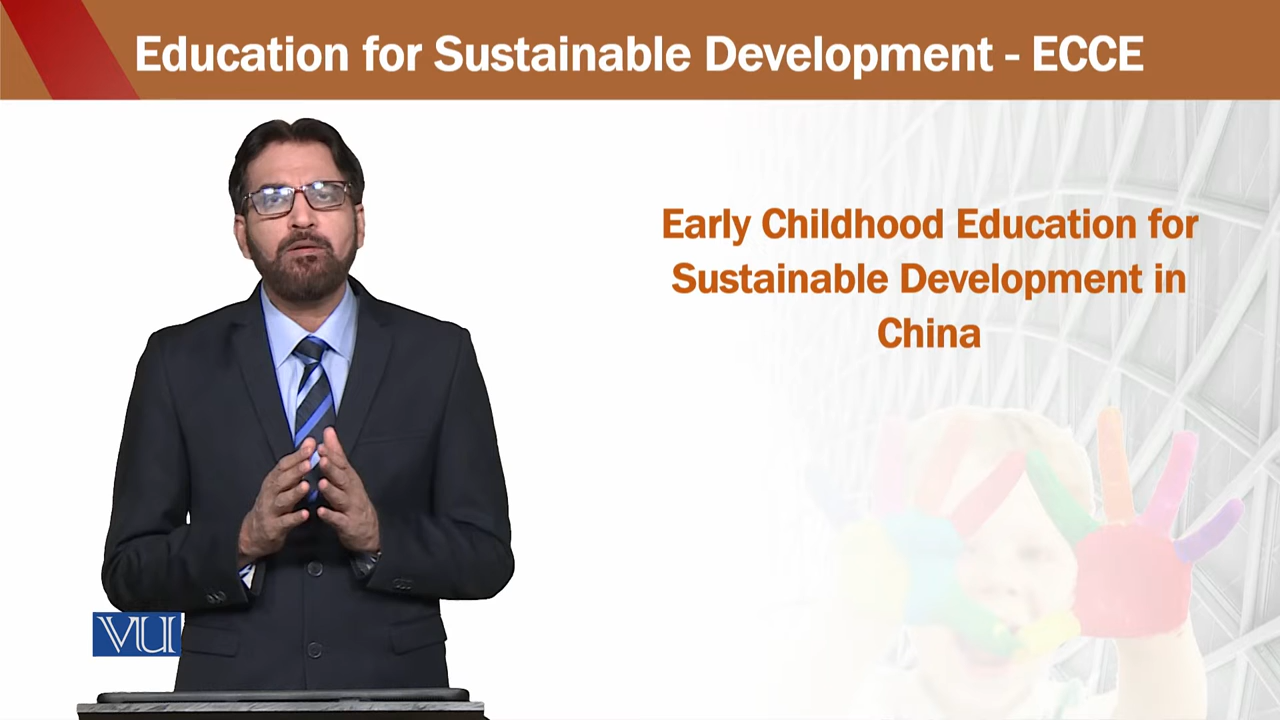 Education for Sustainable Development - ECCE
Early Childhood Education for
Sustainable Development in
China
VU